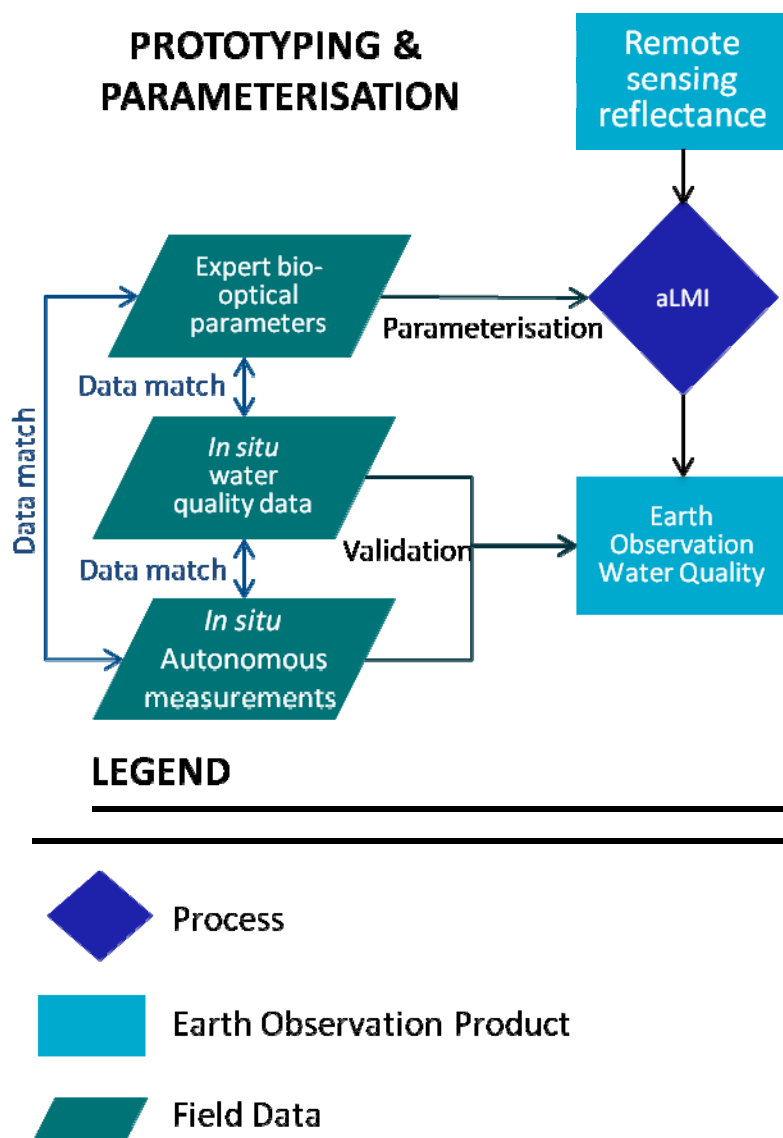 PROTOTYPING &
PARAMETERISATION
Remote
sensing
reflectance
Expert bio-
optical
parameters
Parameterisation
aLMI
Data match
Data match
In situ
water
quality data
Validation
Earth
Observation
Water Quality
Data match
In situ
Autonomous
measurements
LEGEND
Process
Earth Observation Product
Field Data